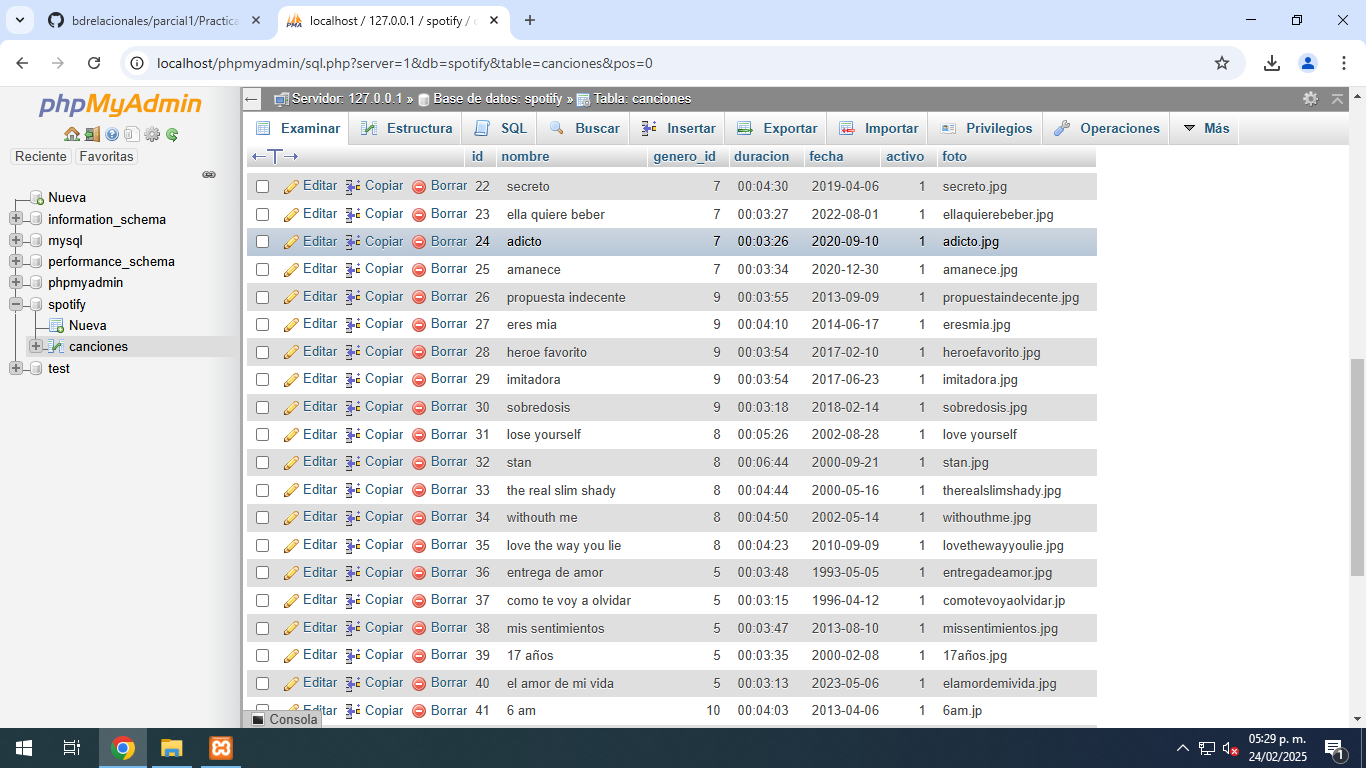 bdrelacionales/parcial1/Practica
localhost / 127.0.0.1 / spotify /
localhost/phpmyadmin/sql.php?server=1&db=spotify&table=canciones&pos=0
phpMyAdmin
Reciente Favoritas
Nueva
information_schema
mysql
performance_schema
phpmyadmin
spotify
Nueva
canciones
test
Servidor: 127.0.0.1 » Base de datos: spotify » Tabla: canciones
Examinar Estructura SQL Buscar Insertar Exportar Importar Privilegios Operaciones Más
id nombre genero_id duracion fecha activo foto
Editar Copiar Borrar 22 secreto 7 00:04:30 2019-04-06 1 secreto.jpg
Editar Copiar Borrar 23 ella quiere beber 7 00:03:27 2022-08-01 1 ellaquierebeber.jpg
Editar Copiar Borrar 24 adicto 7 00:03:26 2020-09-10 1 adicto.jpg
Editar Copiar Borrar 25 amanece 7 00:03:34 2020-12-30 1 amanece.jpg
Editar Copiar Borrar 26 propuesta indecente 9 00:03:55 2013-09-09 1 propuestaindecente.jpg
Editar Copiar Borrar 27 eres mia 9 00:04:10 2014-06-17 1 eresmia.jpg
Editar Copiar Borrar 28 heroe favorito 9 00:03:54 2017-02-10 1 heroefavorito.jpg
Editar Copiar Borrar 29 imitadora 9 00:03:54 2017-06-23 1 imitadora.jpg
Editar Copiar Borrar 30 sobredosis 9 00:03:18 2018-02-14 1 sobredosis.jpg
Editar Copiar Borrar 31 lose yourself 8 00:05:26 2002-08-28 1 love yourself
Editar Copiar Borrar 32 stan 8 00:06:44 2000-09-21 1 stan.jpg
Editar Copiar Borrar 33 the real slim shady 8 00:04:44 2000-05-16 1 therealslimshady.jpg
Editar Copiar Borrar 34 withouth me 8 00:04:50 2002-05-14 1 withouthme.jpg
Editar Copiar Borrar 35 love the way you lie 8 00:04:23 2010-09-09 1 lovethewayyoulie.jpg
Editar Copiar Borrar 36 entrega de amor 5 00:03:48 1993-05-05 1 entregadeamor.jpg
Editar Copiar Borrar 37 como te voy a olvidar 5 00:03:15 1996-04-12 1 comotevoyaolvidar.jp
Editar Copiar Borrar 38 mis sentimientos 5 00:03:47 2013-08-10 1 missentimientos.jpg
Editar Copiar Borrar 39 17 años 5 00:03:35 2000-02-08 1 17años.jpg
Editar Copiar Borrar 40 el amor de mi vida 5 00:03:13 2023-05-06 1 elamordemivida.jpg
Editar Copiar Borrar 41 6 am 10 00:04:03 2013-04-06 1 6am.jp
Consola
05:29 p. m.
24/02/2025
1